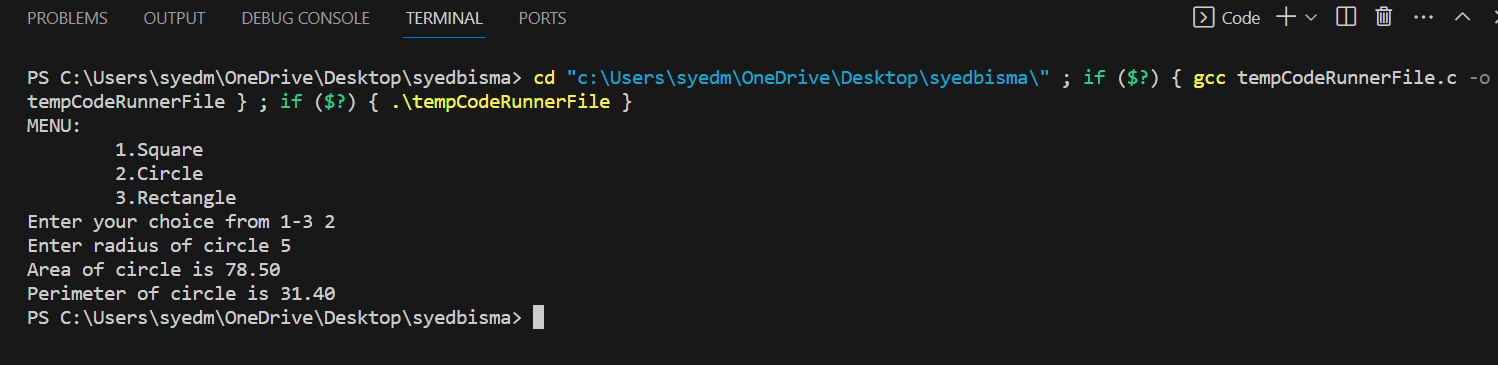 PROBLEMS OUTPUT DEBUG CONSOLE TERMINAL PORTS Code
PS C:\Users\syedm\OneDrive\Desktop\syedbisma> cd "c:\Users\syedm\OneDrive\Desktop\syedbisma\" ; if ($?) { gcc tempCodeRunnerFile.c -o
tempCodeRunnerFile } ; if ($?) { .\tempCodeRunnerFile }
MENU:
        1.Square
        2.Circle
        3.Rectangle
Enter your choice from 1-3 2
Enter radius of circle 5
Area of circle is 78.50
Perimeter of circle is 31.40
PS C:\Users\syedm\OneDrive\Desktop\syedbisma>